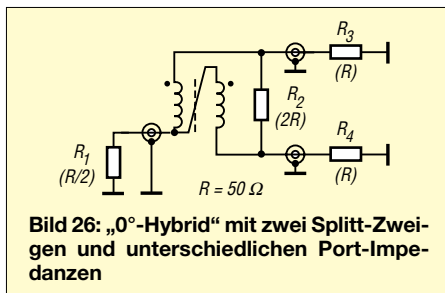 R3
(R)
R2
(2R)
R1
(R/2)
R4
(R)
R = 50 Ω
Bild 26: „0°-Hybrid“ mit zwei Splitt-Zwei-
gen und unterschiedlichen Port-Impe-
danzen